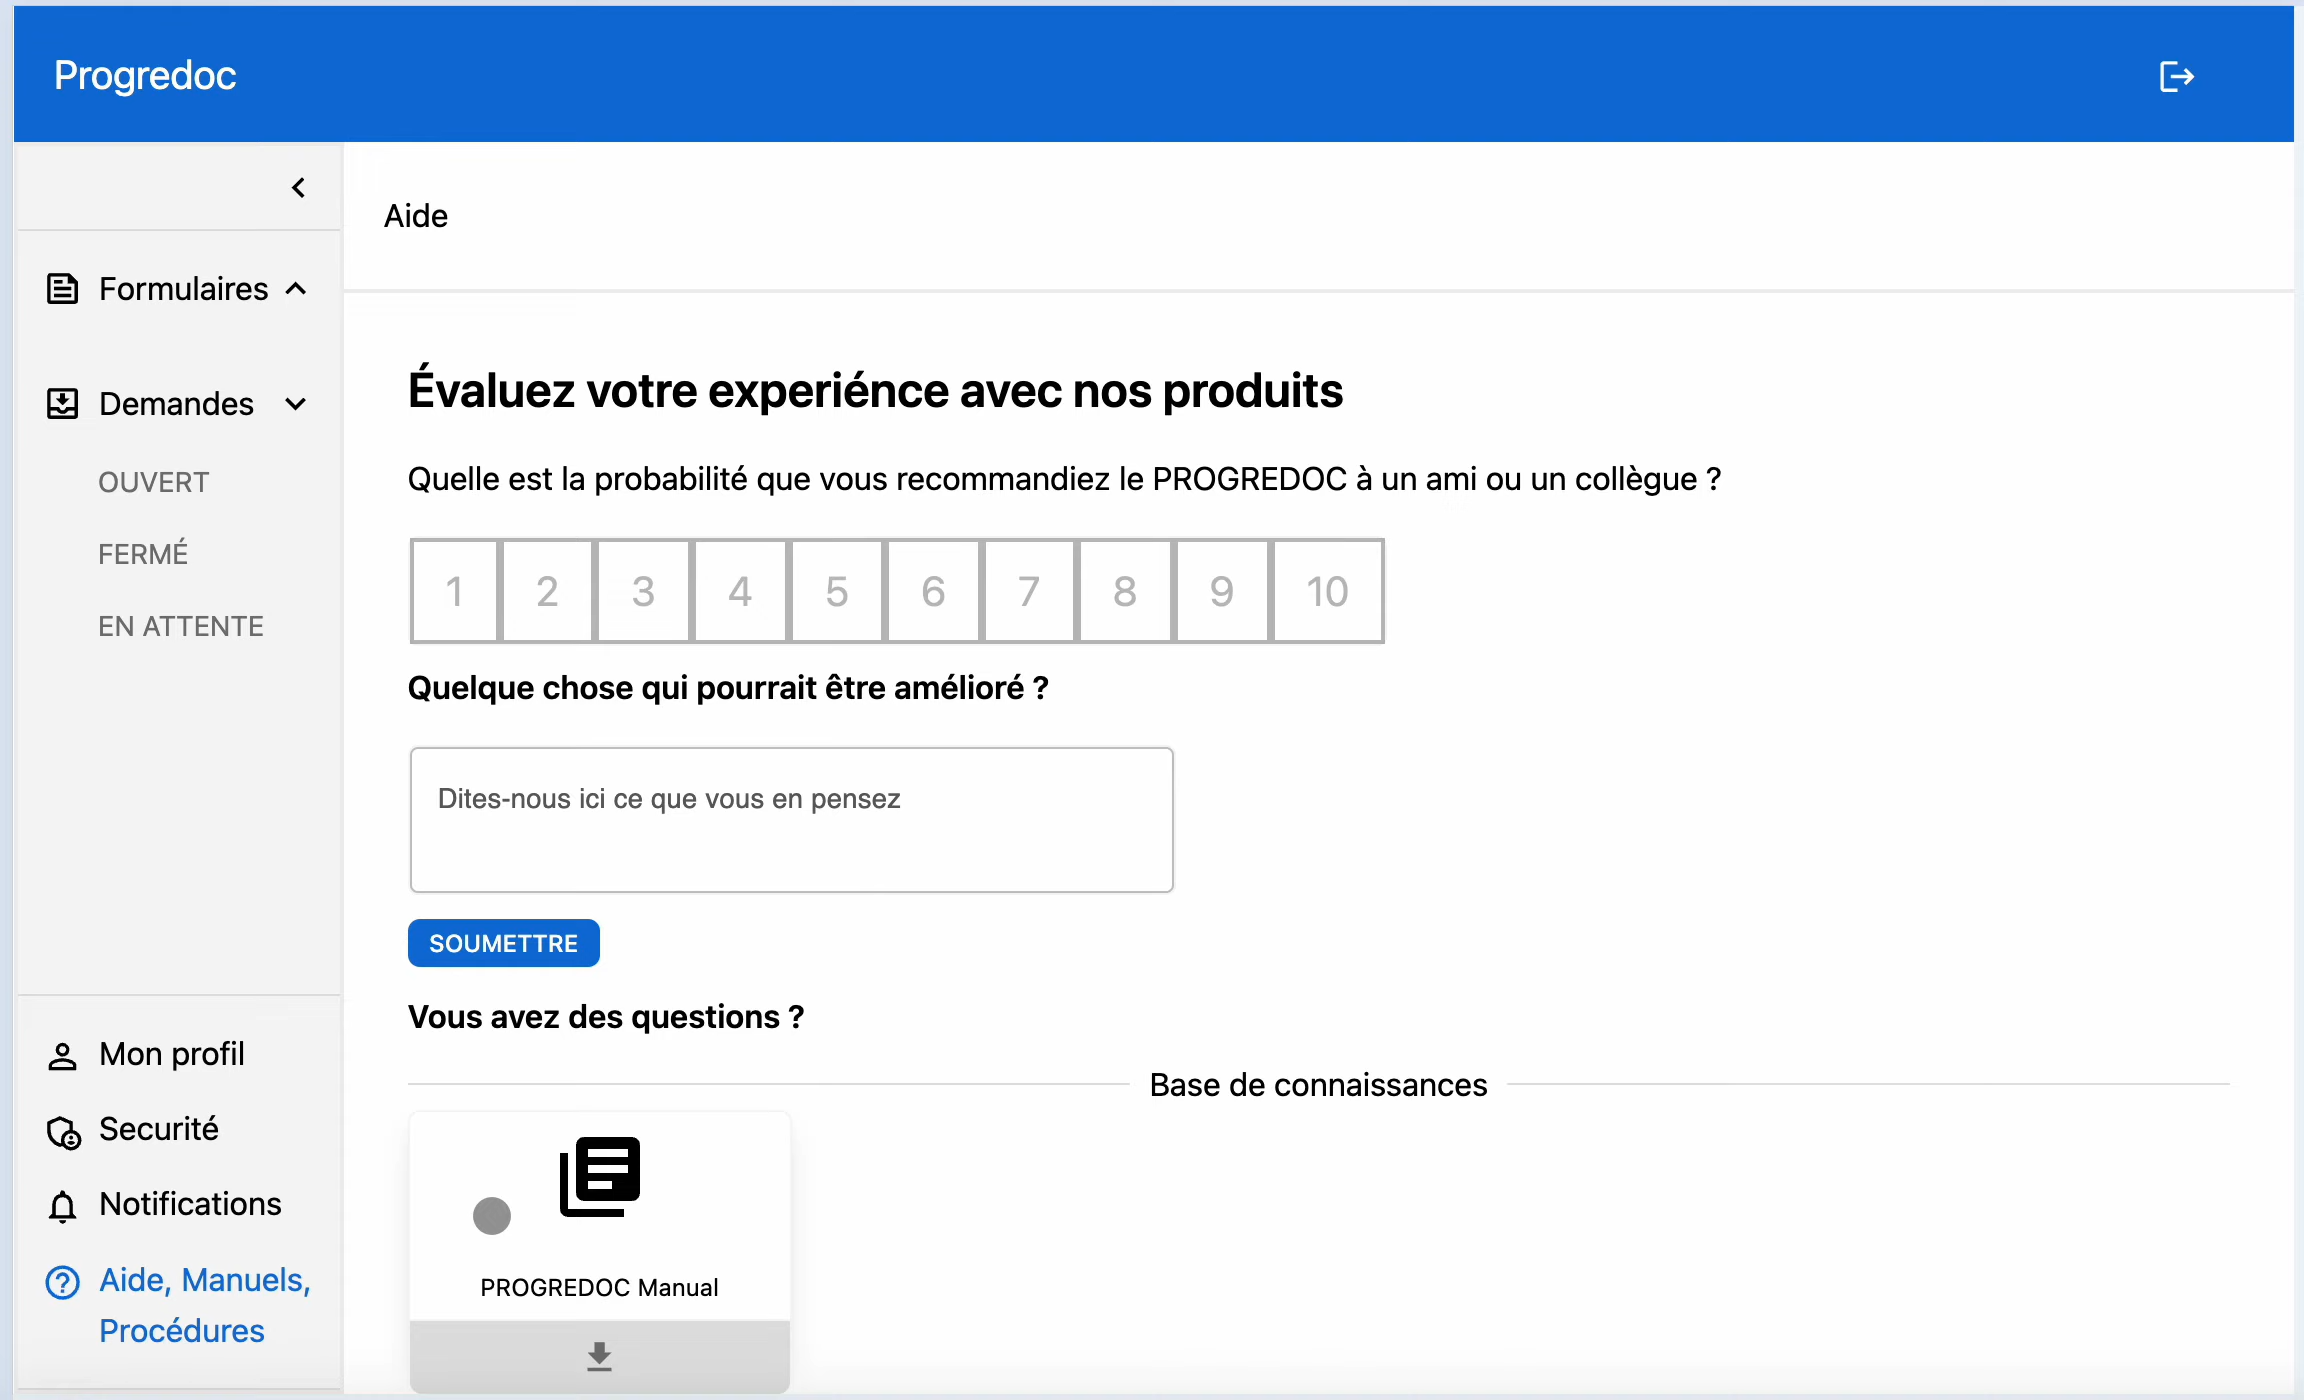 Progredoc
Aide
Formulaires
Demandes
OUVERT
FERMÉ
EN ATTENTE
Mon profil
Securité
Notifications
Aide, Manuels,
Procédures
Évaluez votre experiénce avec nos produits
Quelle est la probabilité que vous recommandiez le PROGREDOC à un ami ou un collègue ?
1 2 3 4 5 6 7 8 9 10
Quelque chose qui pourrait être amélioré ?
Dites-nous ici ce que vous en pensez
SOUMETTRE
Vous avez des questions ?
Base de connaissances
PROGREDOC Manual